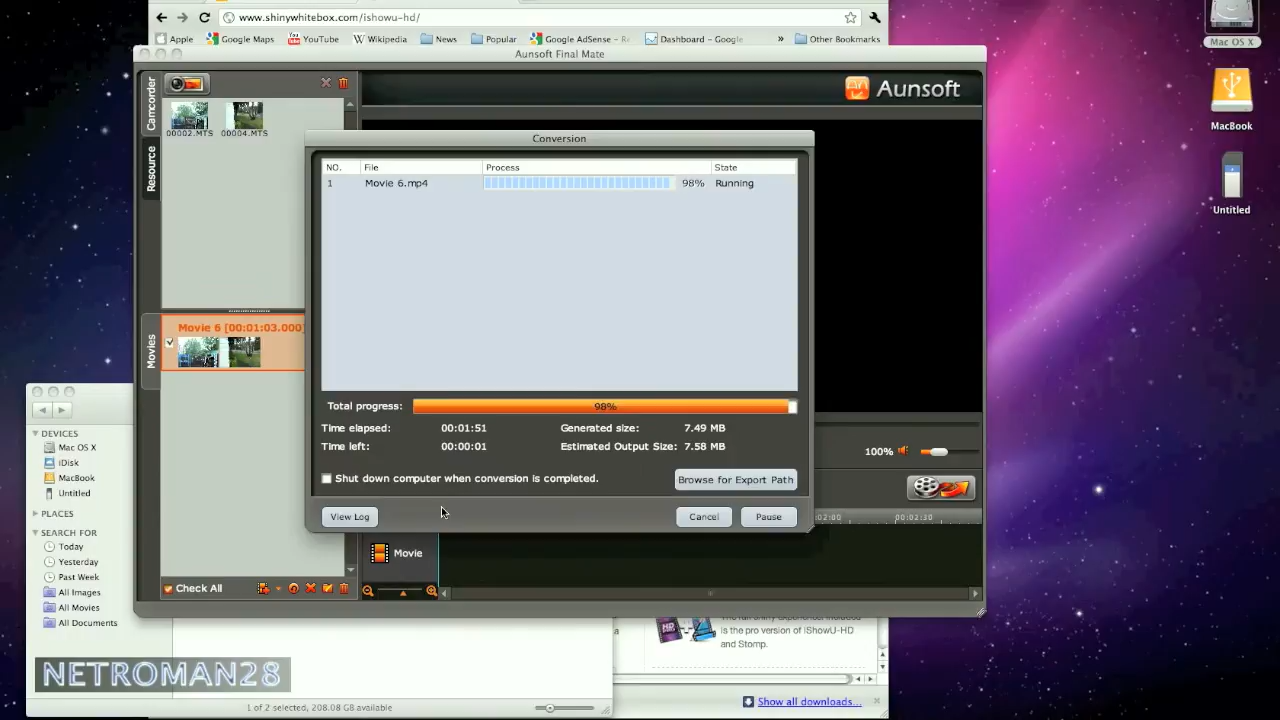 www.shinywhitebox.com/ishowu-hd/
Apple Google Maps YouTube Wikipedia News Popular Google AdSense - Re Dashboard - Google » Other Bookmarks
Aunsoft Final Mate
Mac OS X
Camcorder
Resource
Movies
00002.MTS 00004.MTS
Aunsoft
MacBook
Untitled
Conversion
NO. File Process State
1 Movie 6.mp4 98% Running
Movie 6 [00:01:03.000]
Total progress: 98%
Time elapsed: 00:01:51 Generated size: 7.49 MB
Time left: 00:00:01 Estimated Output Size: 7.58 MB
Shut down computer when conversion is completed. Browse for Export Path
View Log Cancel Pause
100%
:02:00 00:02:30
Movie
Check All
DEVICES
Mac OS X
iDisk
MacBook
Untitled
PLACES
SEARCH FOR
Today
Yesterday
Past Week
All Images
All Movies
All Documents
is the pro version of iShowU-HD
and Stomp.
NETROMAN28
1 of 2 selected, 208.08 GB available
Show all downloads...